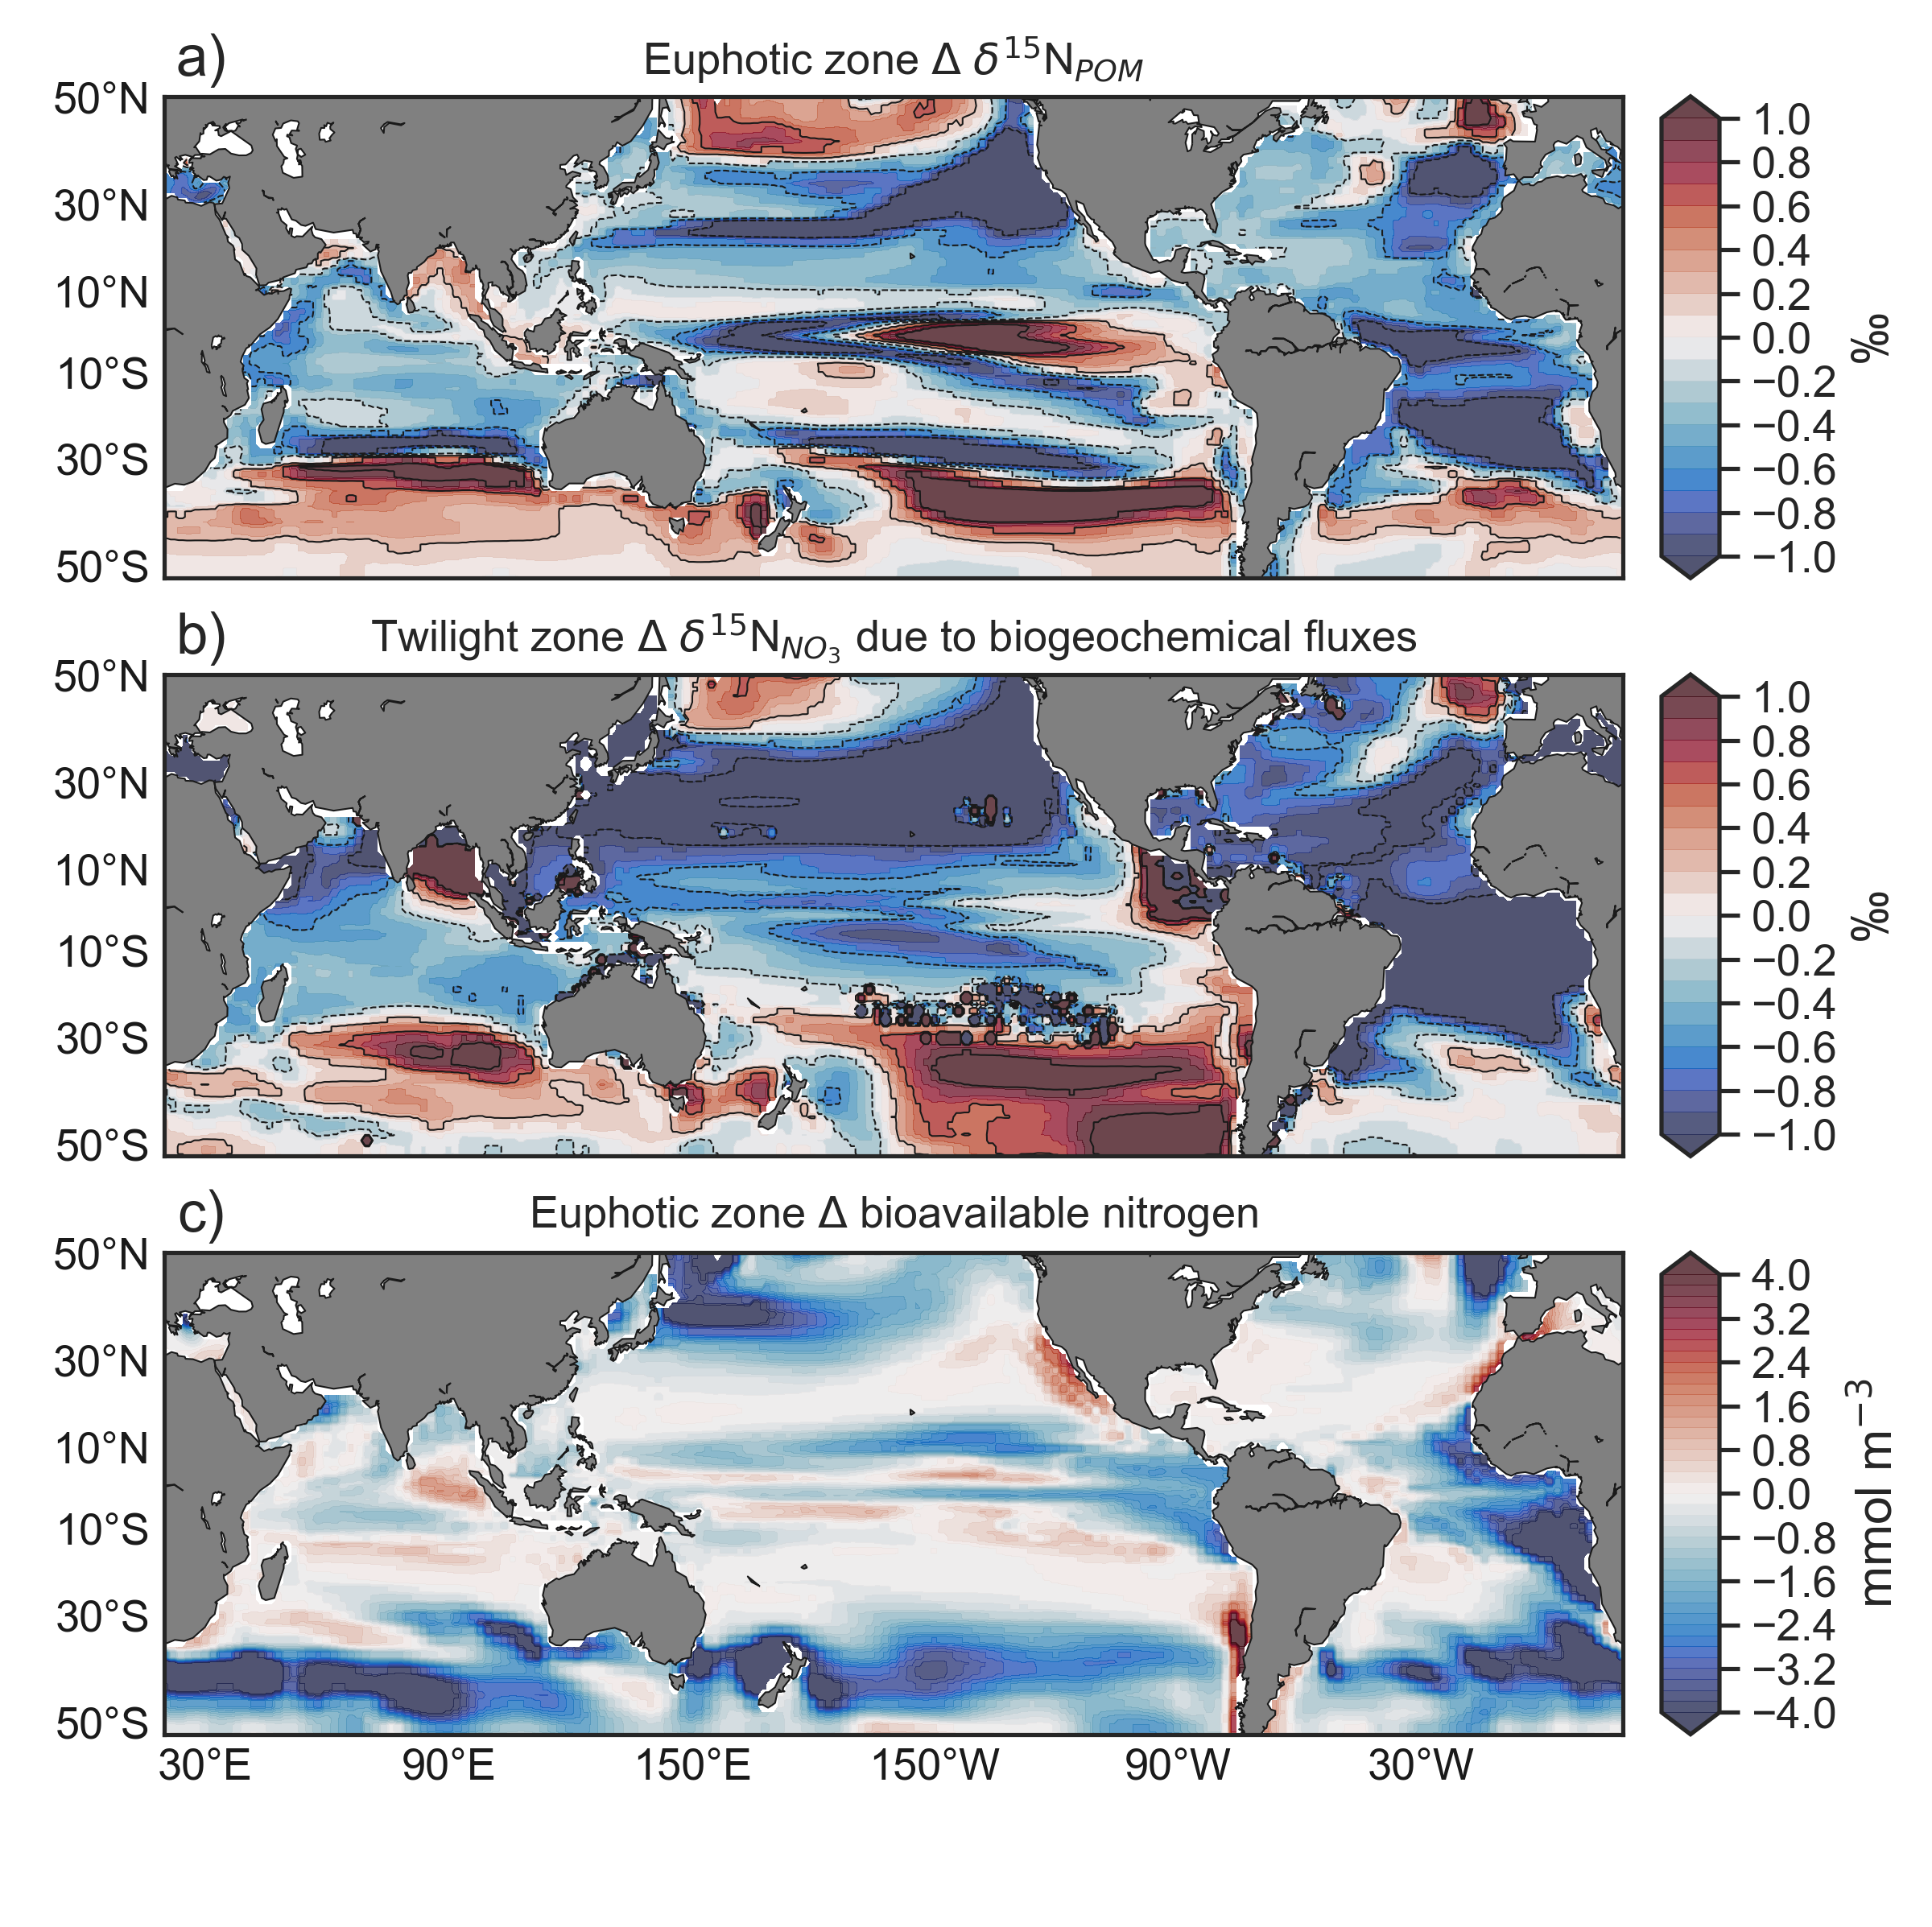 a)
Euphotic zone Δ δ¹⁵N_POM
50°N
30°N
10°N
10°S
30°S
50°S
1.0
0.8
0.6
0.4
0.2
0.0
−0.2
−0.4
−0.6
−0.8
−1.0
‰
b)
Twilight zone Δ δ¹⁵N_NO₃ due to biogeochemical fluxes
50°N
30°N
10°N
10°S
30°S
50°S
1.0
0.8
0.6
0.4
0.2
0.0
−0.2
−0.4
−0.6
−0.8
−1.0
‰
c)
Euphotic zone Δ bioavailable nitrogen
50°N
30°N
10°N
10°S
30°S
50°S
30°E 90°E 150°E 150°W 90°W 30°W
4.0
3.2
2.4
1.6
0.8
0.0
−0.8
−1.6
−2.4
−3.2
−4.0
mmol m⁻³